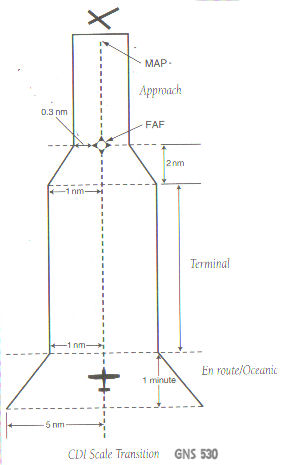 MAP
Approach
0.3 nm
FAF
2 nm
1 nm
Terminal
1 nm
En route/Oceanic
1 minute
5 nm
CDI Scale Transition GNS 530